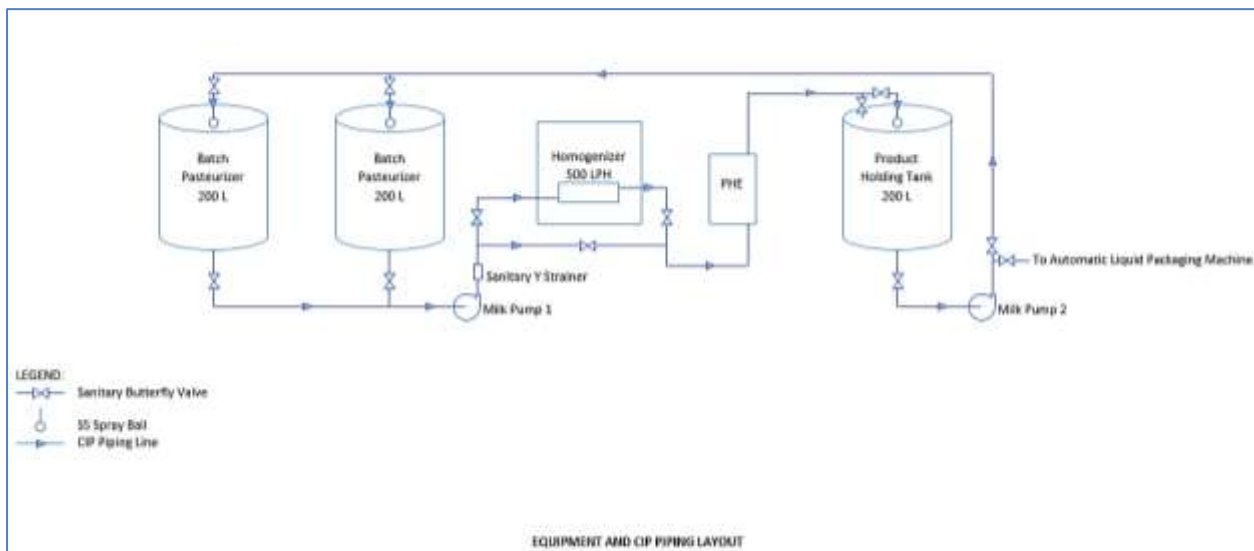 Batch
Pasteurizer
200 L
Batch
Pasteurizer
200 L
Homogenizer
500 LPH
PHE
Product
Holding Tank
200 L
To Automatic Liquid Packaging Machine
Sanitary Y Strainer
Milk Pump 1
Milk Pump 2
LEGEND:
Sanitary Butterfly Valve
SS Spray Ball
CIP Piping Line
EQUIPMENT AND CIP PIPING LAYOUT